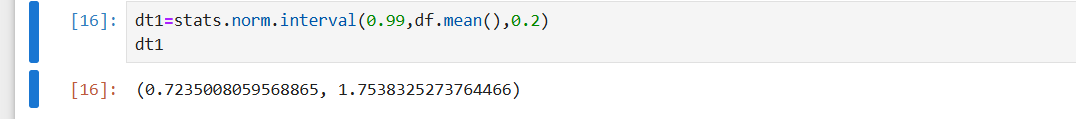 [16]: dt1=stats.norm.interval(0.99,df.mean(),0.2)
dt1
[16]: (0.7235008059568865, 1.7538325273764466)